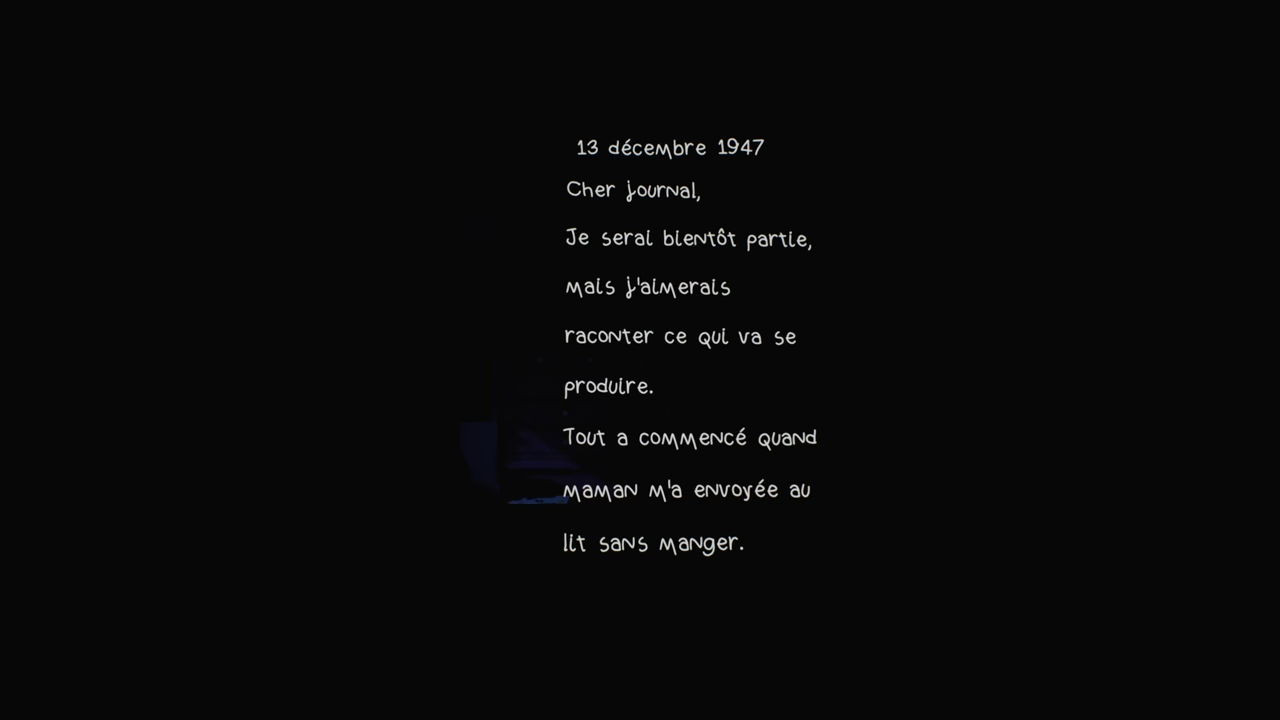 13 décembre 1947
Cher journal,
Je serai bientôt partie,
mais j'aimerais
raconter ce qui va se
produire.
Tout a commencé quand
maman m'a envoyée au
lit sans manger.